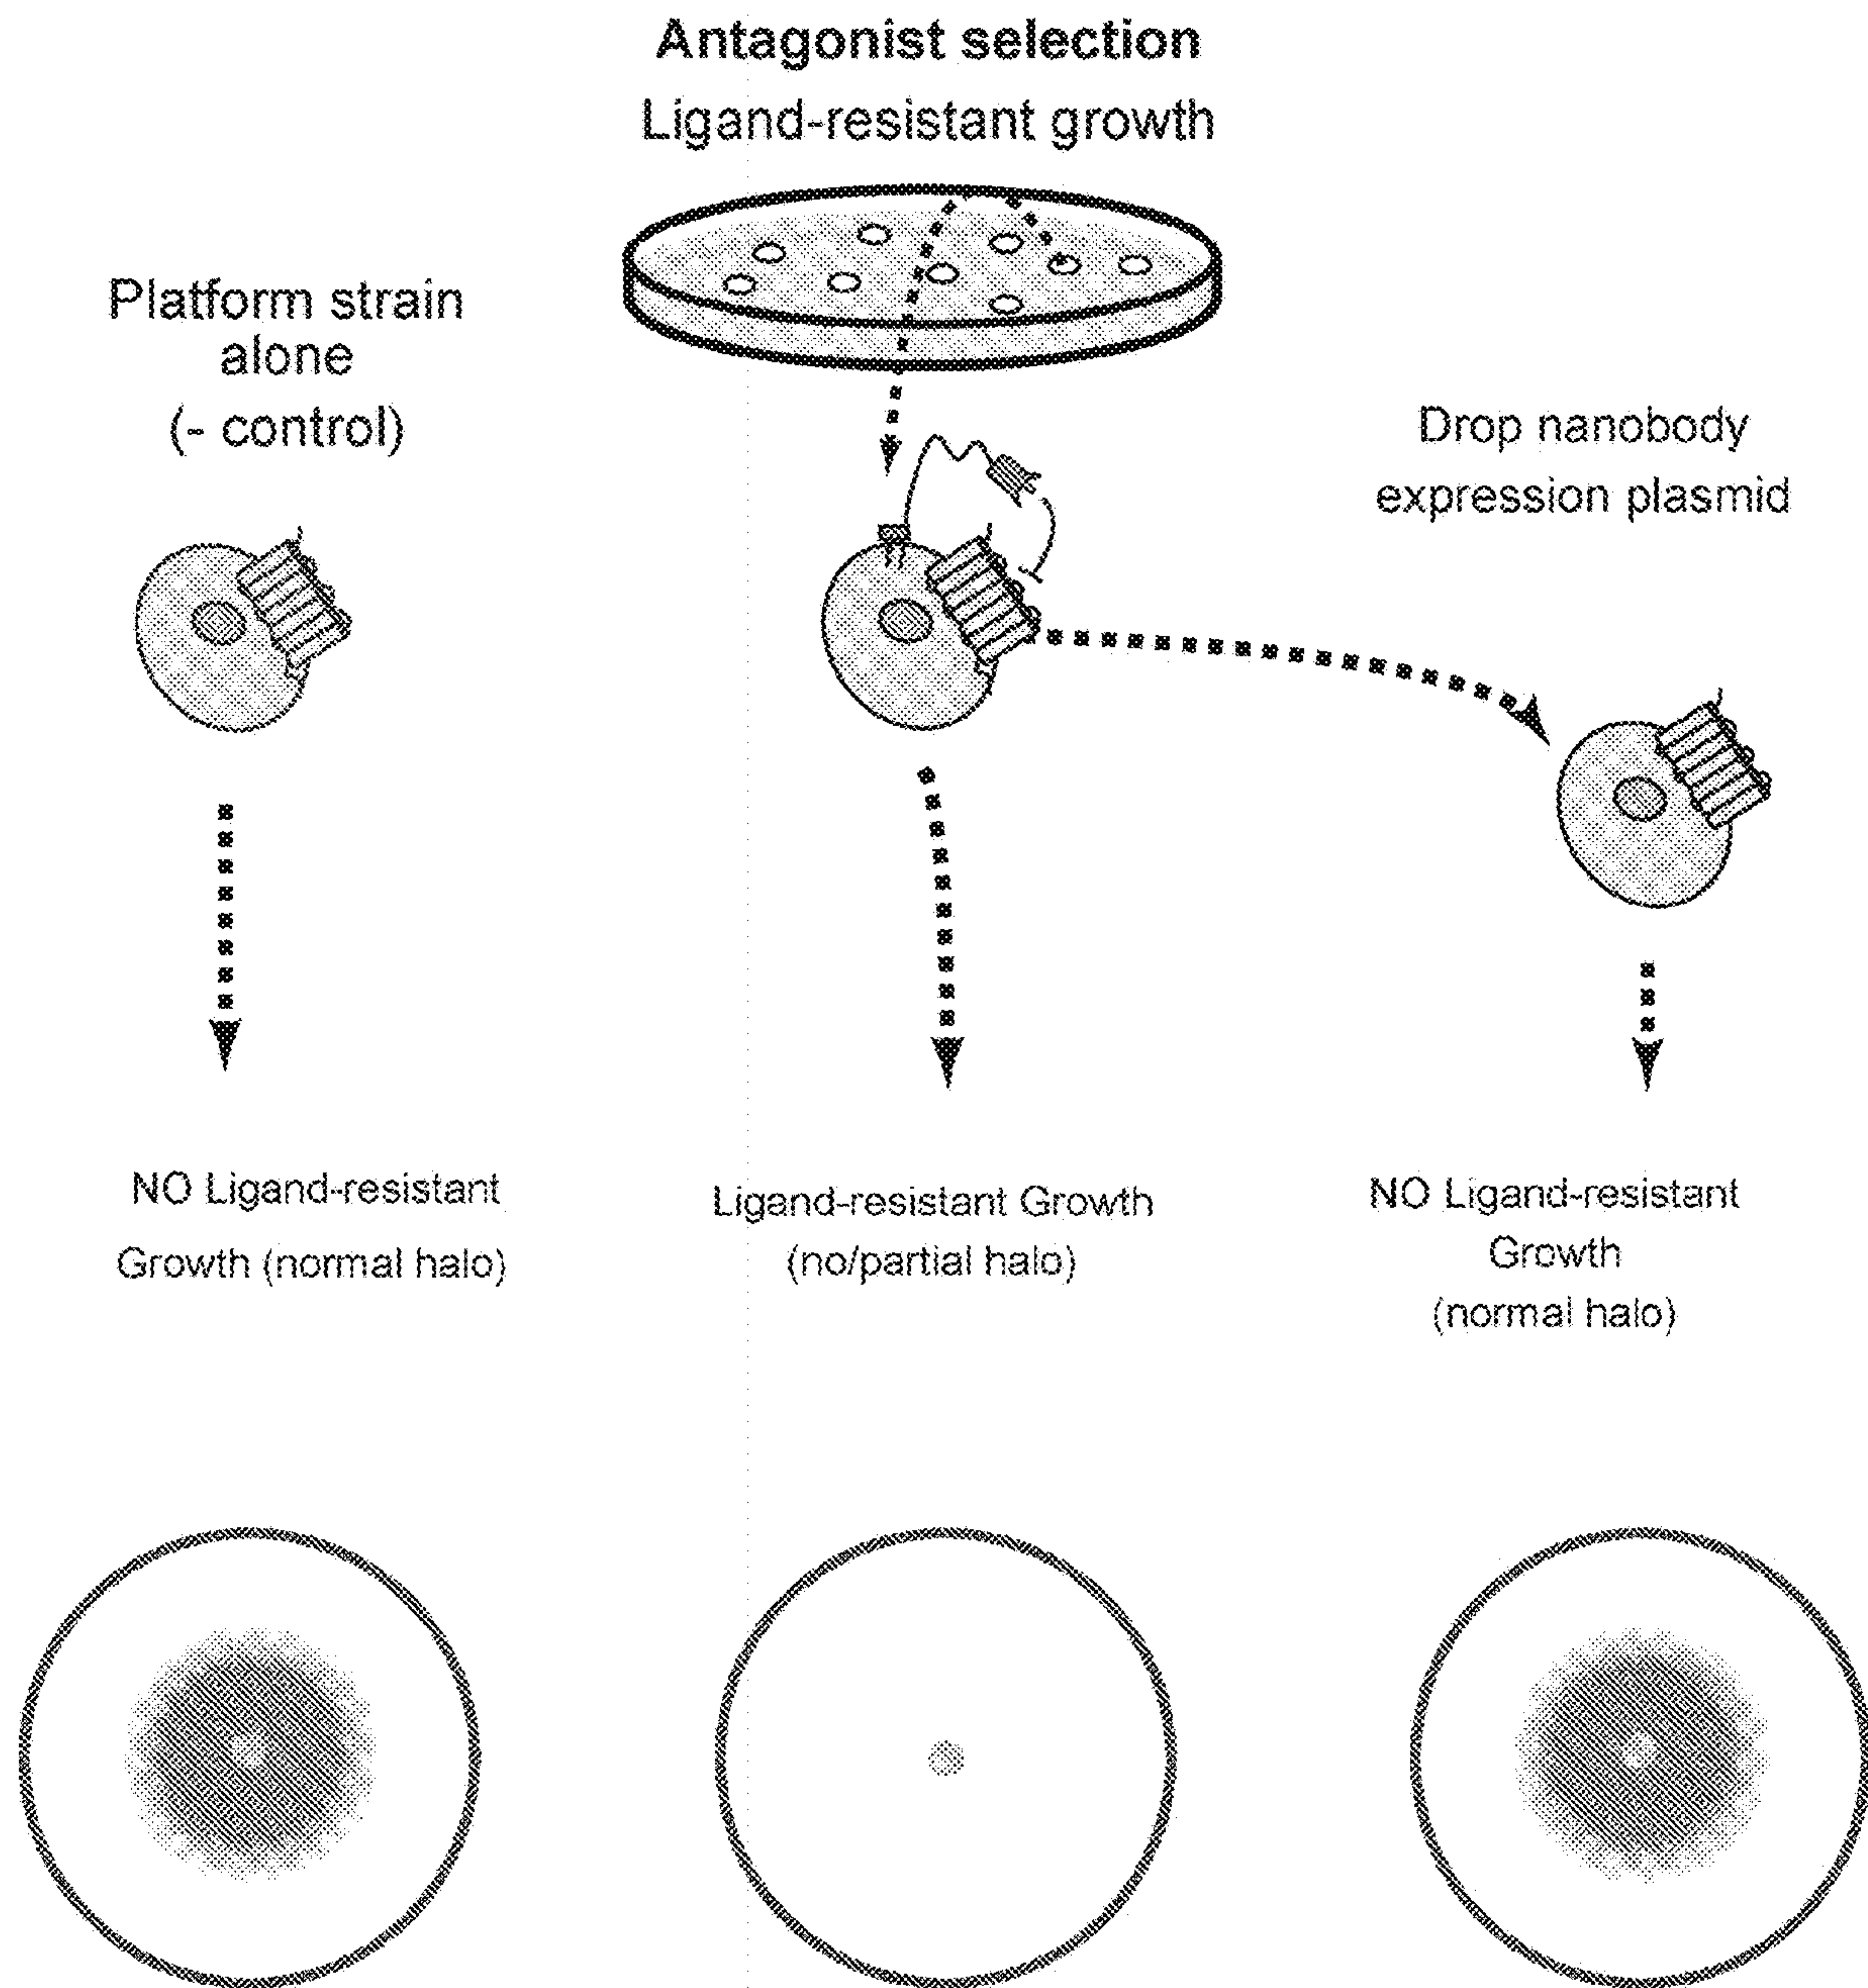 Antagonist selection
Ligand-resistant growth
Platform strain
alone
(- control)
Drop nanobody
expression plasmid
NO Ligand-resistant
Growth (normal halo)
Ligand-resistant Growth
(no/partial halo)
NO Ligand-resistant
Growth
(normal halo)